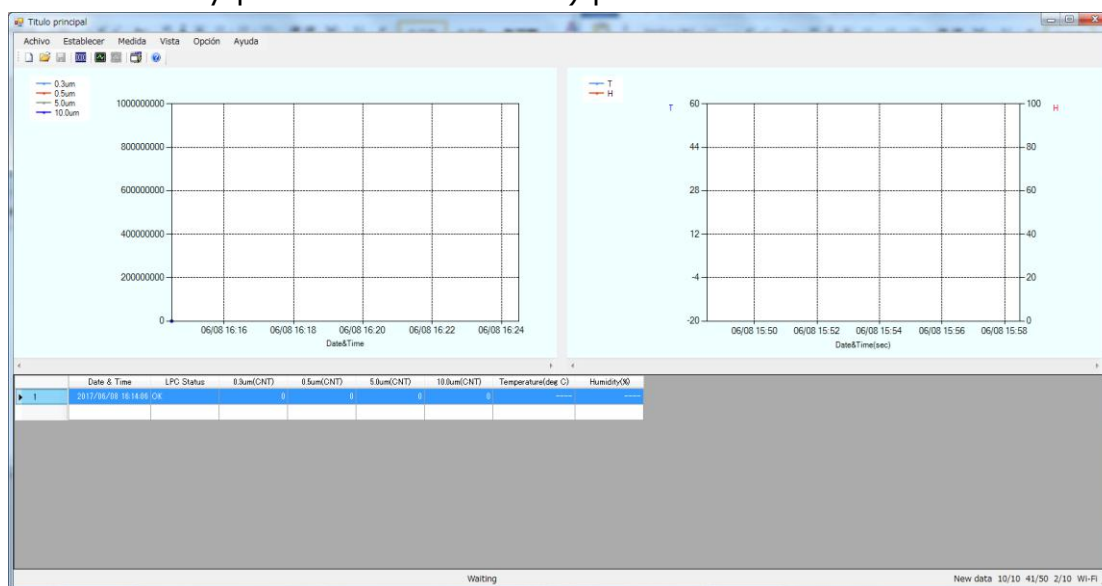 Titulo principal
Achivo Establecer Medida Vista Opción Ayuda
0.3um
0.5um
5.0um
10.0um
1000000000
800000000
600000000
400000000
200000000
0
06/08 16:16 06/08 16:18 06/08 16:20 06/08 16:22 06/08 16:24
Date&Time
T
H
T
H
60
44
28
12
-4
-20
100
80
60
40
20
0
06/08 15:50 06/08 15:52 06/08 15:54 06/08 15:56 06/08 15:58
Date&Time(sec)
Date & Time LPC Status 0.3um(CNT) 0.5um(CNT) 5.0um(CNT) 10.0um(CNT) Temperature(deg C) Humidity(%)
1 2017/06/08 16:14:06 OK 0 0 0 0 ----- -----
Waiting
New data 10/10 41/50 2/10 Wi-Fi